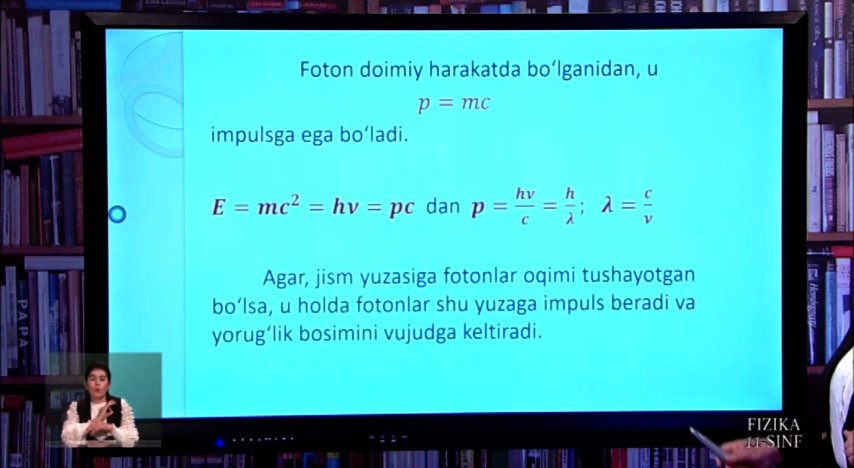 Foton doimiy harakatda bo‘lganidan, u
p = mc
impulsga ega bo‘ladi.
E = mc² = hν = pc dan p = hν/c = h/λ; λ = c/ν
Agar, jism yuzasiga fotonlar oqimi tushayotgan
bo‘lsa, u holda fotonlar shu yuzaga impuls beradi va
yorug‘lik bosimini vujudga keltiradi.
PAPA
FIZIKA
11-SINF